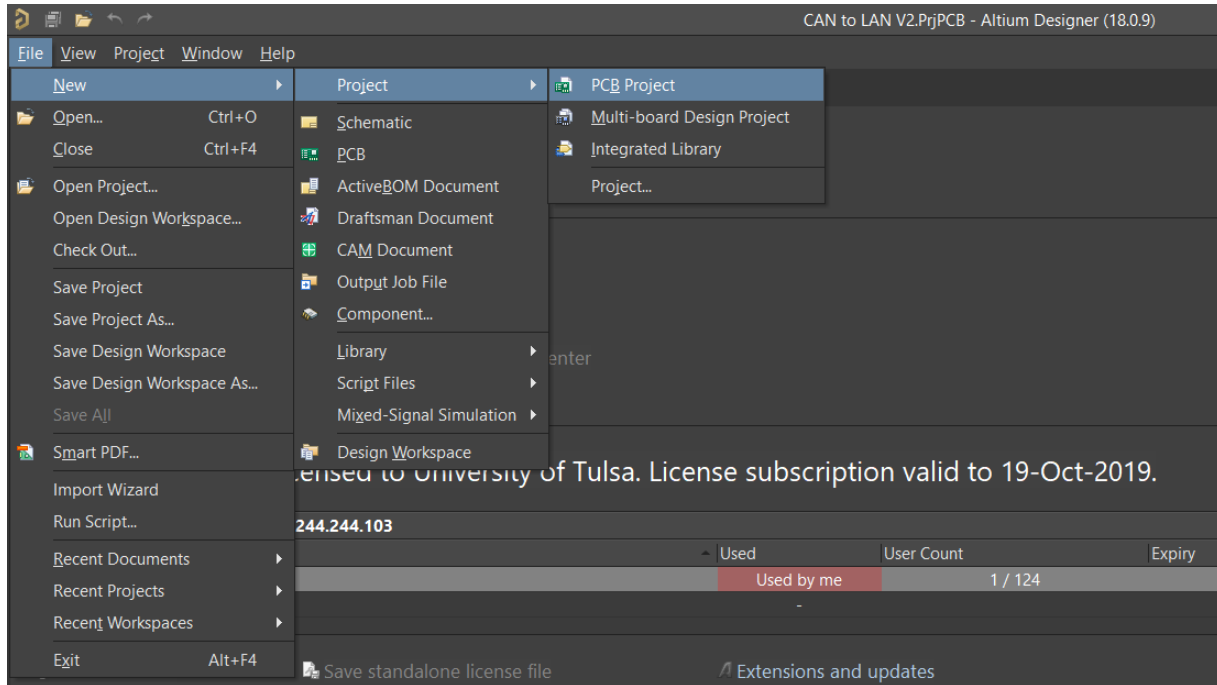 CAN to LAN V2.PrjPCB - Altium Designer (18.0.9)
File View Project Window Help
New
Open... Ctrl+O
Close Ctrl+F4
Open Project...
Open Design Workspace...
Check Out...
Save Project
Save Project As...
Save Design Workspace
Save Design Workspace As...
Save All
Smart PDF...
Import Wizard
Run Script...
Recent Documents
Recent Projects
Recent Workspaces
Exit Alt+F4
Project
Schematic
PCB
ActiveBOM Document
Draftsman Document
CAM Document
Output Job File
Component...
Library
Script Files
Mixed-Signal Simulation
Design Workspace
PCB Project
Multi-board Design Project
Integrated Library
Project...
enter
ensed to University of Tulsa. License subscription valid to 19-Oct-2019.
244.244.103
Used User Count Expiry
Used by me 1 / 124
-
Save standalone license file Extensions and updates